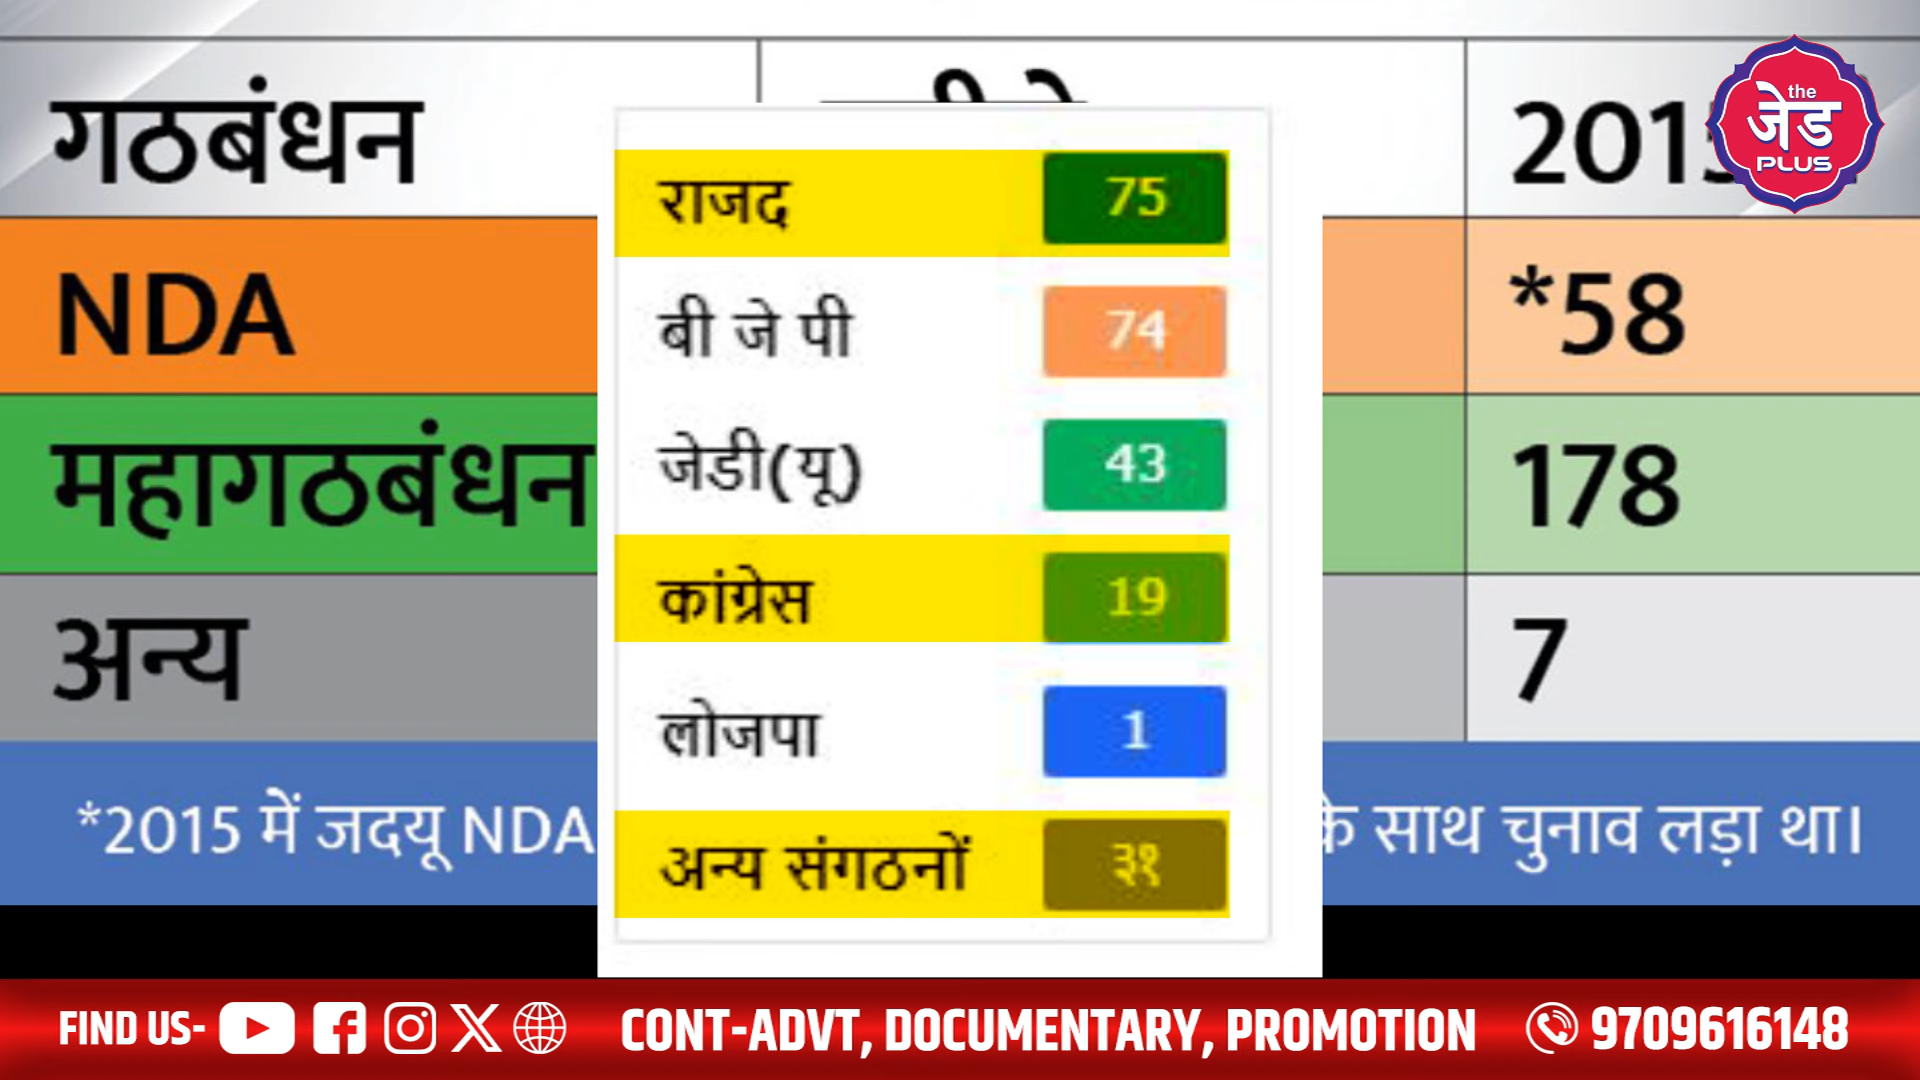 गठबंधन
the
जेड
PLUS
NDA
*58
महागठबंधन
178
अन्य
7
*2015 में जदयू NDA
के साथ चुनाव लड़ा था।
राजद 75
बी जे पी 74
जेडी(यू) 43
कांग्रेस 19
लोजपा 1
अन्य संगठनों ३१
FIND US- CONT-ADVT, DOCUMENTARY, PROMOTION 9709616148